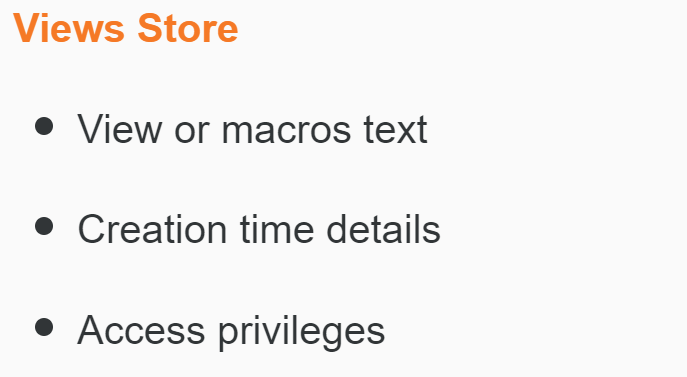 Views Store
• View or macros text
• Creation time details
• Access privileges